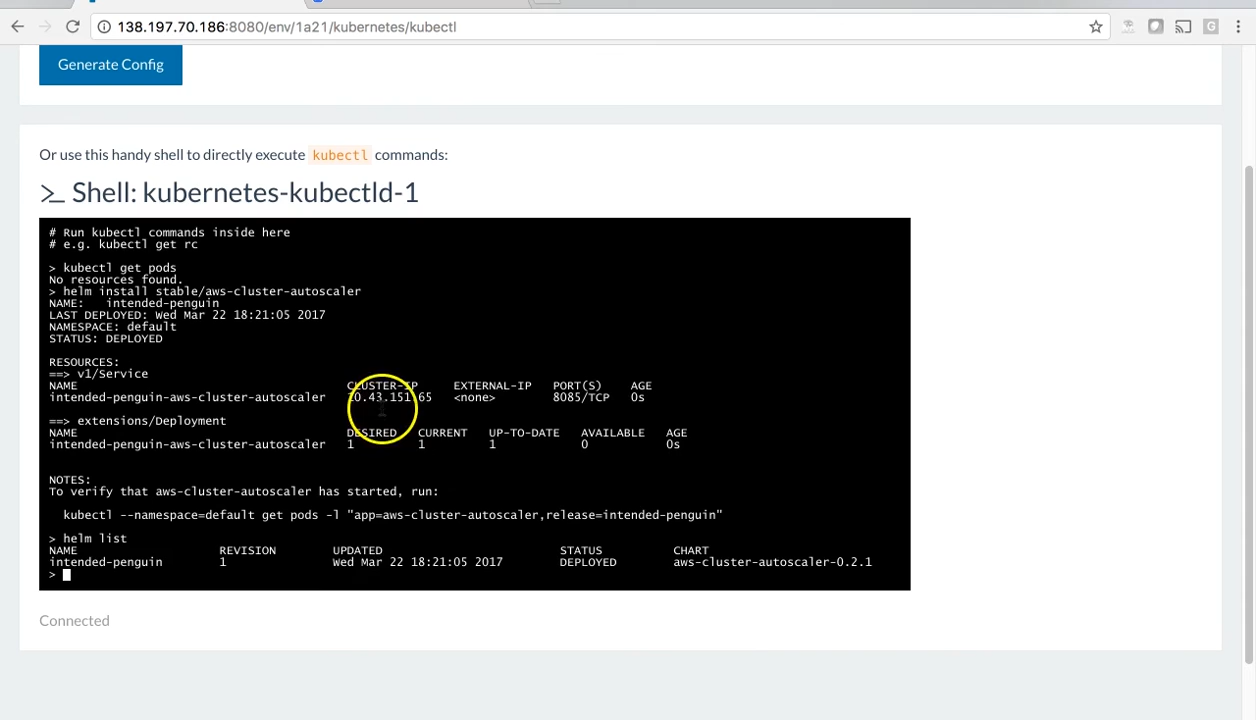 138.197.70.186:8080/env/1a21/kubernetes/kubectl
Generate Config
Or use this handy shell to directly execute kubectl commands:
>_ Shell: kubernetes-kubectld-1
# Run kubectl commands inside here
# e.g. kubectl get rc
> kubectl get pods
No resources found.
> helm install stable/aws-cluster-autoscaler
NAME: intended-penguin
LAST DEPLOYED: Wed Mar 22 18:21:05 2017
NAMESPACE: default
STATUS: DEPLOYED
RESOURCES:
==> v1/Service
NAME CLUSTER-IP EXTERNAL-IP PORT(S) AGE
intended-penguin-aws-cluster-autoscaler 10.43.151.65 <none> 8085/TCP 0s
==> extensions/Deployment
NAME DESIRED CURRENT UP-TO-DATE AVAILABLE AGE
intended-penguin-aws-cluster-autoscaler 1 1 1 0 0s
NOTES:
To verify that aws-cluster-autoscaler has started, run:
kubectl --namespace=default get pods -l "app=aws-cluster-autoscaler,release=intended-penguin"
> helm list
NAME REVISION UPDATED STATUS CHART
intended-penguin 1 Wed Mar 22 18:21:05 2017 DEPLOYED aws-cluster-autoscaler-0.2.1
>
Connected